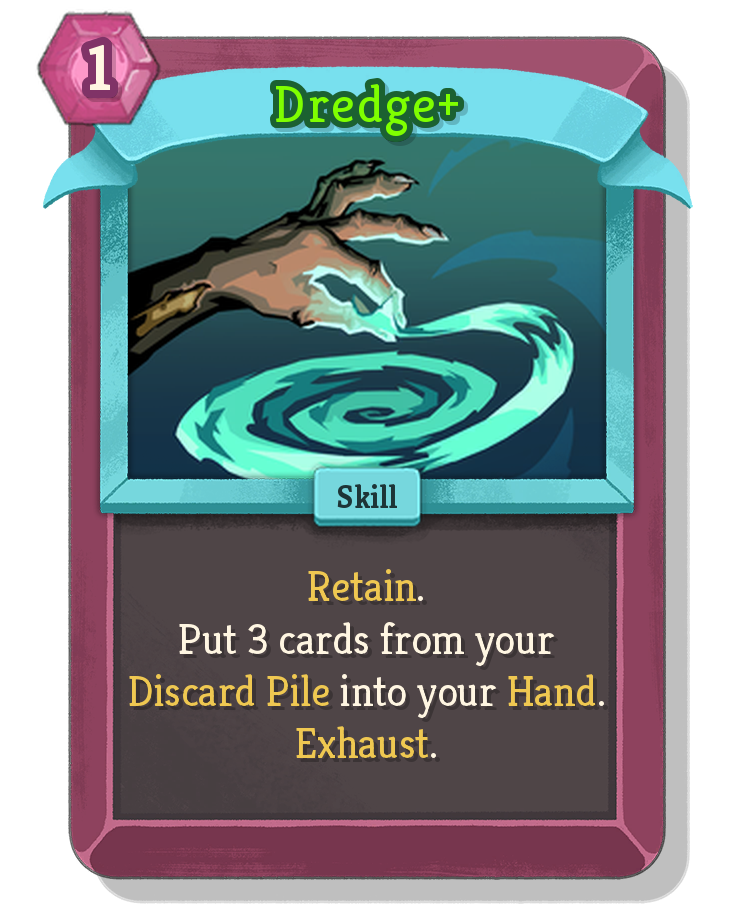 1
Dredge+
Skill
Retain.
Put 3 cards from your
Discard Pile into your Hand.
Exhaust.